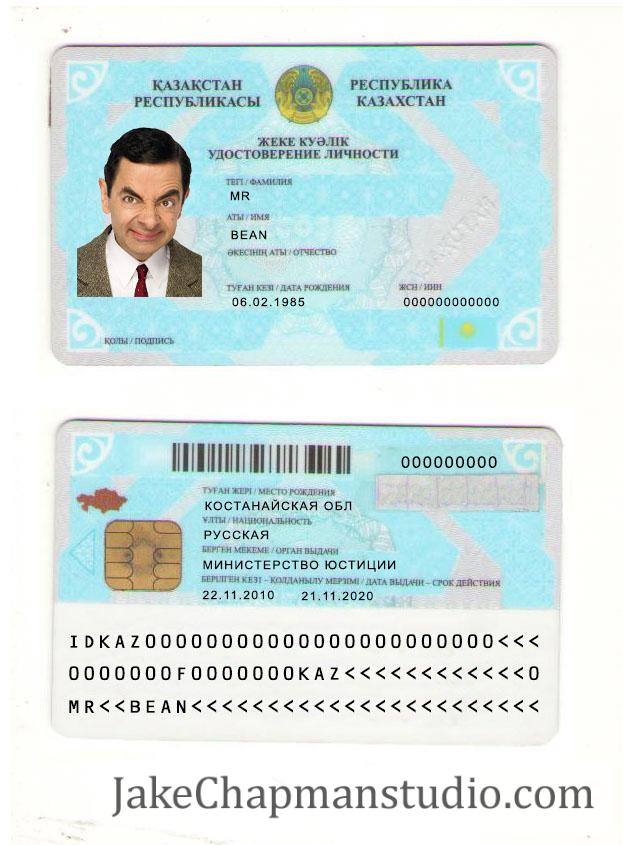 ҚАЗАҚСТАН РЕСПУБЛИКАСЫ
РЕСПУБЛИКА КАЗАХСТАН
ЖЕКЕ КУӘЛІК
УДОСТОВЕРЕНИЕ ЛИЧНОСТИ
ТЕГІ / ФАМИЛИЯ
MR
АТЫ / ИМЯ
BEAN
ӘКЕСІНІҢ АТЫ / ОТЧЕСТВО
ТУҒАН КЕЗІ / ДАТА РОЖДЕНИЯ ЖСН / ИИН
06.02.1985 000000000000
ҚОЛЫ / ПОДПИСЬ
000000000
ТУҒАН ЖЕРІ / МЕСТО РОЖДЕНИЯ
КОСТАНАЙСКАЯ ОБЛ
ҰЛТЫ / НАЦИОНАЛЬНОСТЬ
РУССКАЯ
БЕРГЕН МЕКЕМЕ / ОРГАН ВЫДАЧИ
МИНИСТЕРСТВО ЮСТИЦИИ
БЕРІЛГЕН КЕЗІ – ҚОЛДАНЫЛУ МЕРЗІМІ / ДАТА ВЫДАЧИ – СРОК ДЕЙСТВИЯ
22.11.2010 21.11.2020
IDKAZ00000000000000000000000<<<
0000000F0000000KAZ<<<<<<<<<<<<0
MR<<BEAN<<<<<<<<<<<<<<<<<<<<<<<
JakeChapmanstudio.com